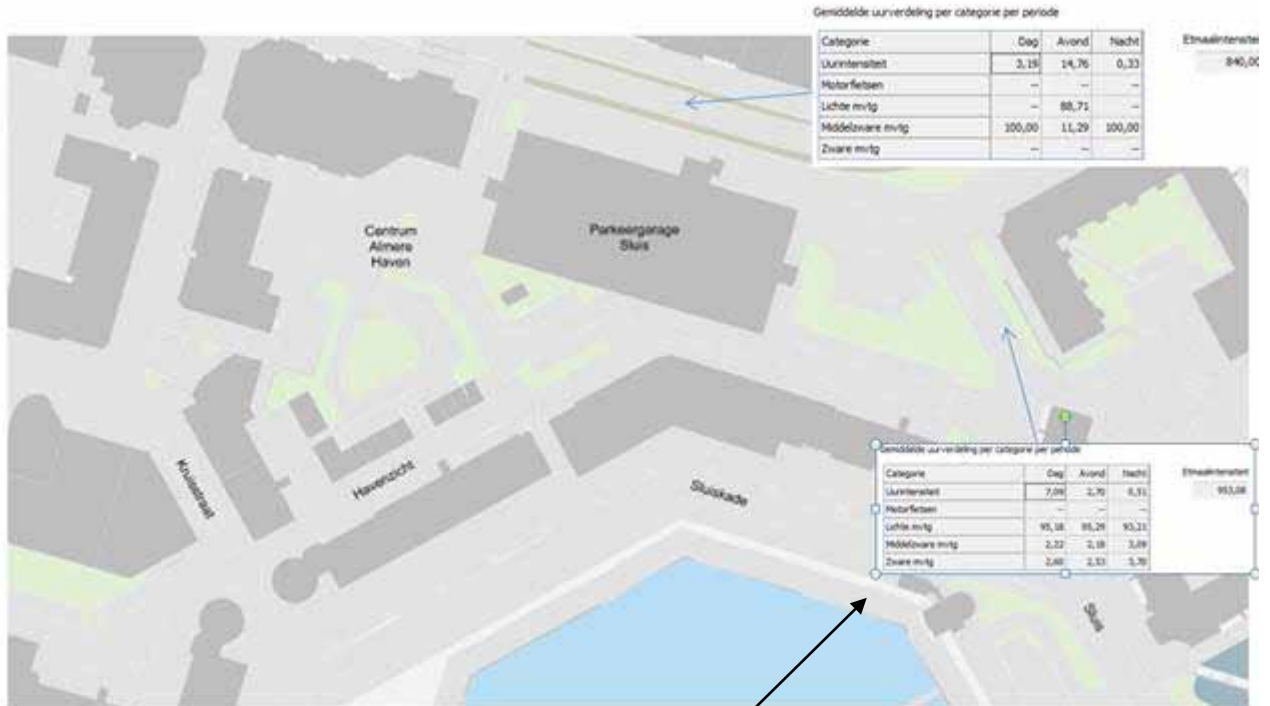 Gemiddelde uurverdeling per categorie per periode
Categorie Dag Avond Nacht
Uurintensiteit 3,19 14,76 0,33
Motorfietsen -- -- --
Lichte mvtg -- 88,71 --
Middelzware mvtg 100,00 11,29 100,00
Zware mvtg -- -- --
Etmaalintensiteit
840,00
Centrum
Almere
Haven
Parkeergarage
Sluis
Kruisstraat
Havenzicht
Sluiskade
Sluis
Gemiddelde uurverdeling per categorie per periode
Categorie Dag Avond Nacht
Uurintensiteit 7,09 2,70 0,51
Motorfietsen -- -- --
Lichte mvtg 95,18 95,29 93,21
Middelzware mvtg 2,22 2,18 3,09
Zware mvtg 2,60 2,53 3,70
Etmaalintensiteit
953,08